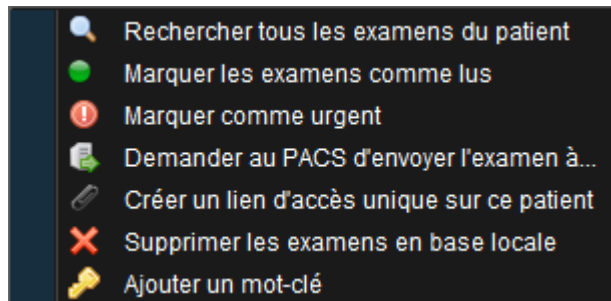 Rechercher tous les examens du patient
Marquer les examens comme lus
Marquer comme urgent
Demander au PACS d'envoyer l'examen à...
Créer un lien d'accès unique sur ce patient
Supprimer les examens en base locale
Ajouter un mot-clé